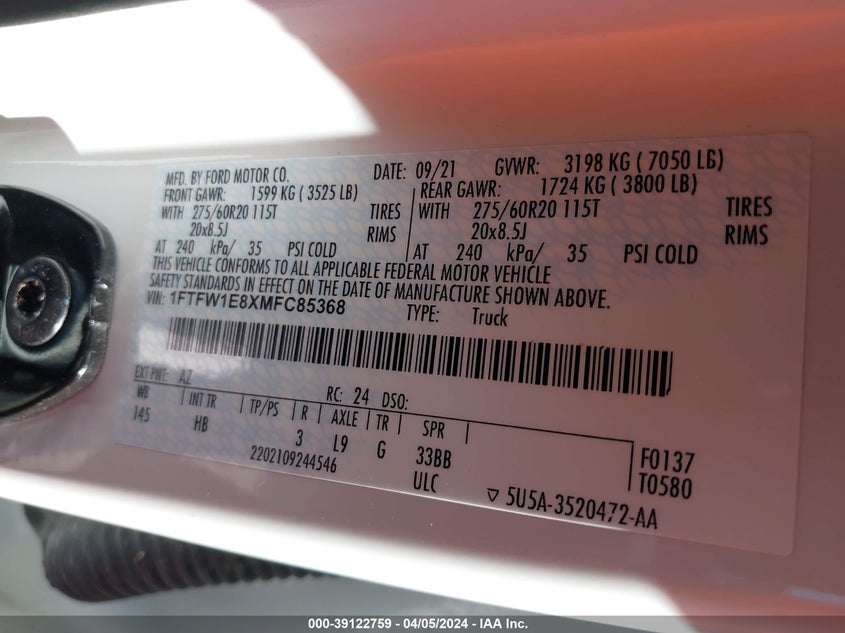 MFD. BY FORD MOTOR CO. DATE: 09/21 GVWR: 3198 KG ( 7050 LB)
FRONT GAWR: 1599 KG ( 3525 LB) REAR GAWR: 1724 KG ( 3800 LB)
WITH 275/60R20 115T TIRES WITH 275/60R20 115T TIRES
20x8.5J RIMS 20x8.5J RIMS
AT 240 kPa/ 35 PSI COLD AT 240 kPa/ 35 PSI COLD
THIS VEHICLE CONFORMS TO ALL APPLICABLE FEDERAL MOTOR VEHICLE
SAFETY STANDARDS IN EFFECT ON THE DATE OF MANUFACTURE SHOWN ABOVE.
VIN: 1FTFW1E8XMFC85368 TYPE: Truck
EXT PNT: AZ RC: 24 DSO:
WB INT TR TP/PS R AXLE TR SPR
145 HB 3 L9 G 33BB F0137
2202109244546 ULC T0580
▽ 5U5A-3520472-AA
000-39122759 - 04/05/2024 - IAA Inc.